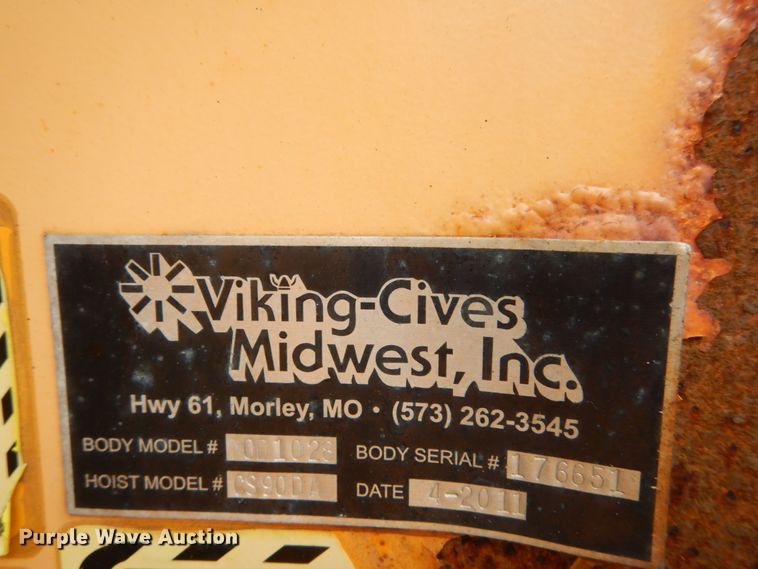 Viking-Cives
Midwest, Inc.
Hwy 61, Morley, MO • (573) 262-3545
BODY MODEL # BODY SERIAL # 176651
HOIST MODEL # CS90DA DATE 4-2011
Purple Wave Auction